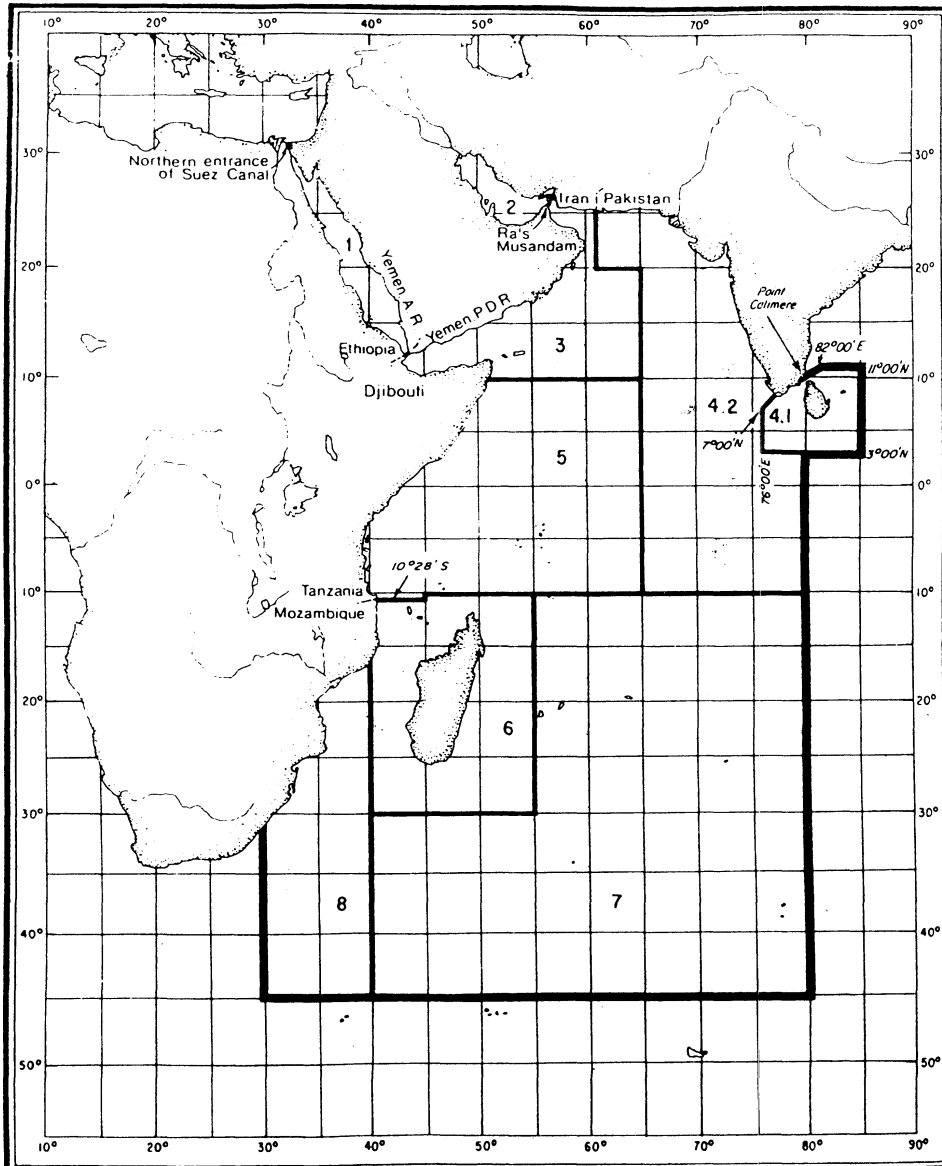 10° 20° 30° 40° 50° 60° 70° 80° 90°
30° 30°
Northern entrance
of Suez Canal
Iran Pakistan
2
Ra's
Musandam
1
20° 20°
Yemen A R
Yemen P D R
Point
Calimere
82°00'E
Ethiopia
3
11°00'N
10° 10°
Djibouti
4.2
4.1
7°00'N
5
3°00'N
76°00'E
0° 0°
10°28' S
Tanzania
10° 10°
Mozambique
20° 20°
6
30° 30°
8
7
40° 40°
50° 50°
10° 20° 30° 40° 50° 60° 70° 80° 90°